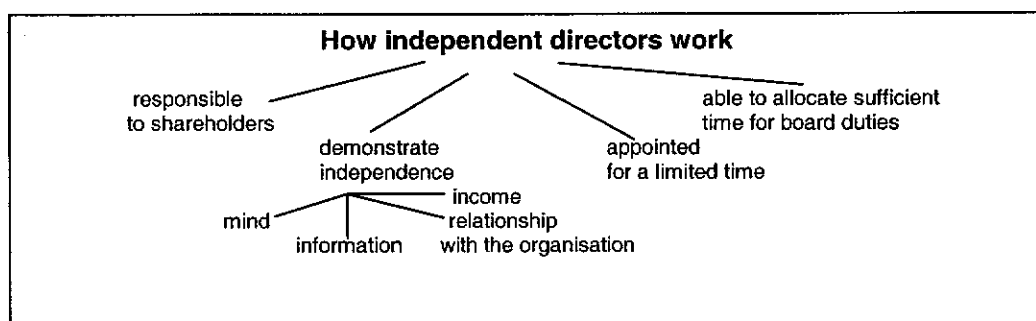 How independent directors work
responsible
to shareholders
able to allocate sufficient
time for board duties
demonstrate
independence
appointed
for a limited time
income
mind
relationship
with the organisation
information